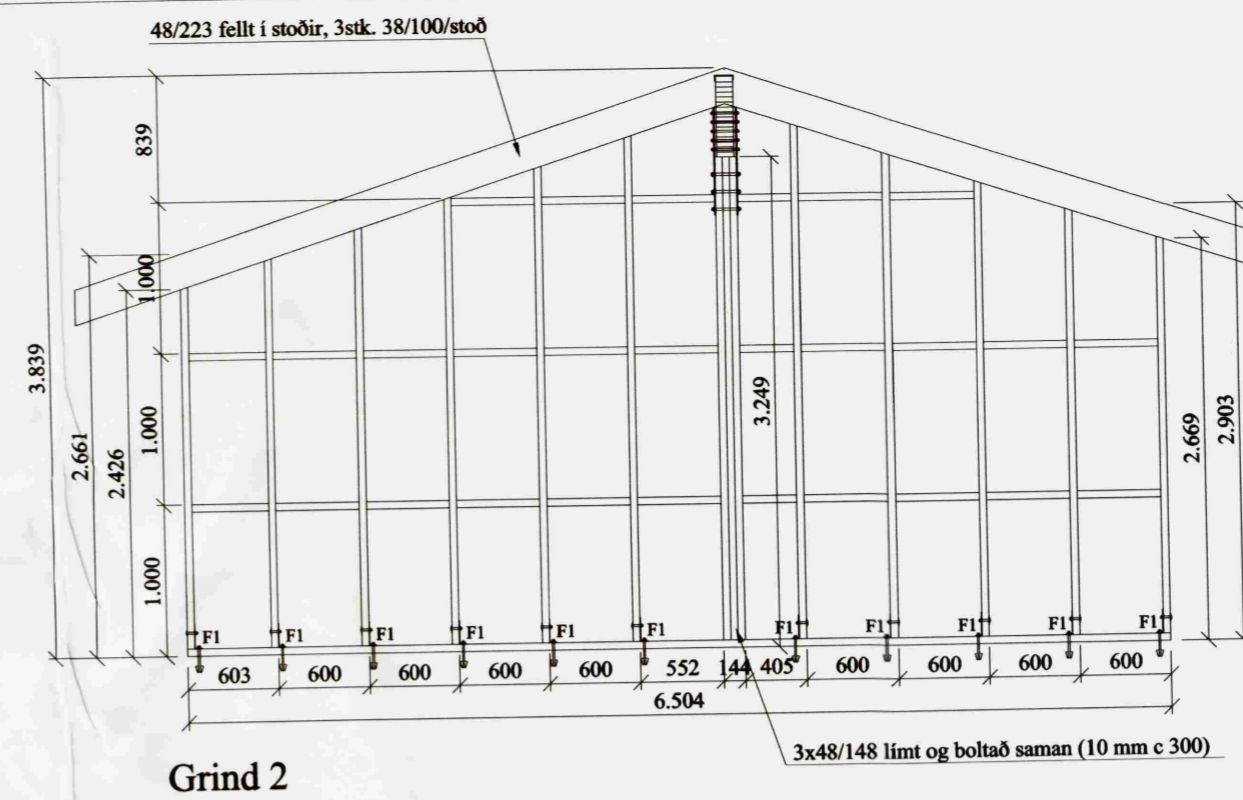 48/223 fellt í stoðir, 3stk. 38/100/stoð
839
1.000
3.839
2.661
2.426
1.000
3.249
2.669
2.903
1.000
F1 F1 F1 F1 F1 F1 F1 F1 F1 F1 F1
603 600 600 600 600 552 144 405 600 600 600 600
6.504
3x48/148 límt og boltað saman (10 mm c 300)
Grind 2